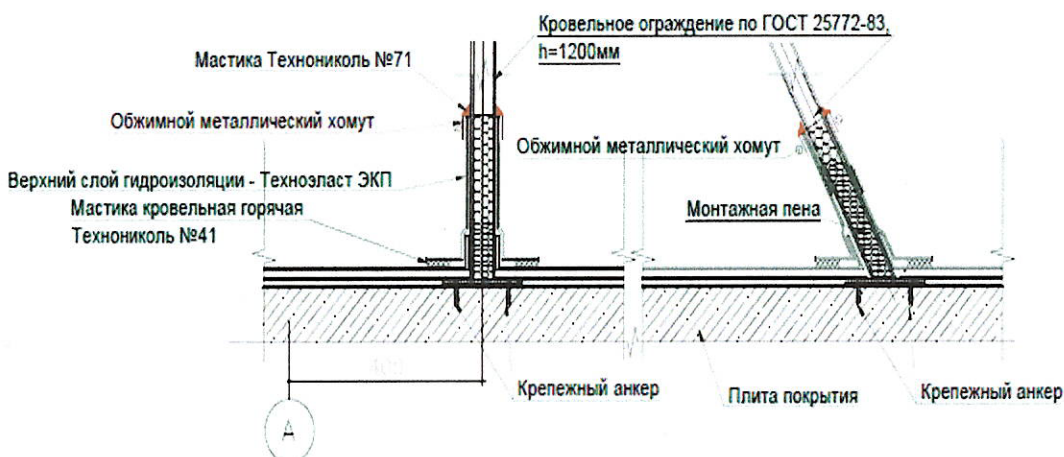 Кровельное ограждение по ГОСТ 25772-83,
h=1200мм
Мастика Технониколь №71
Обжимной металлический хомут
Обжимной металлический хомут
Верхний слой гидроизоляции - Техноэласт ЭКП
Мастика кровельная горячая
Технониколь №41
Монтажная пена
Крепежный анкер
Плита покрытия
Крепежный анкер
А